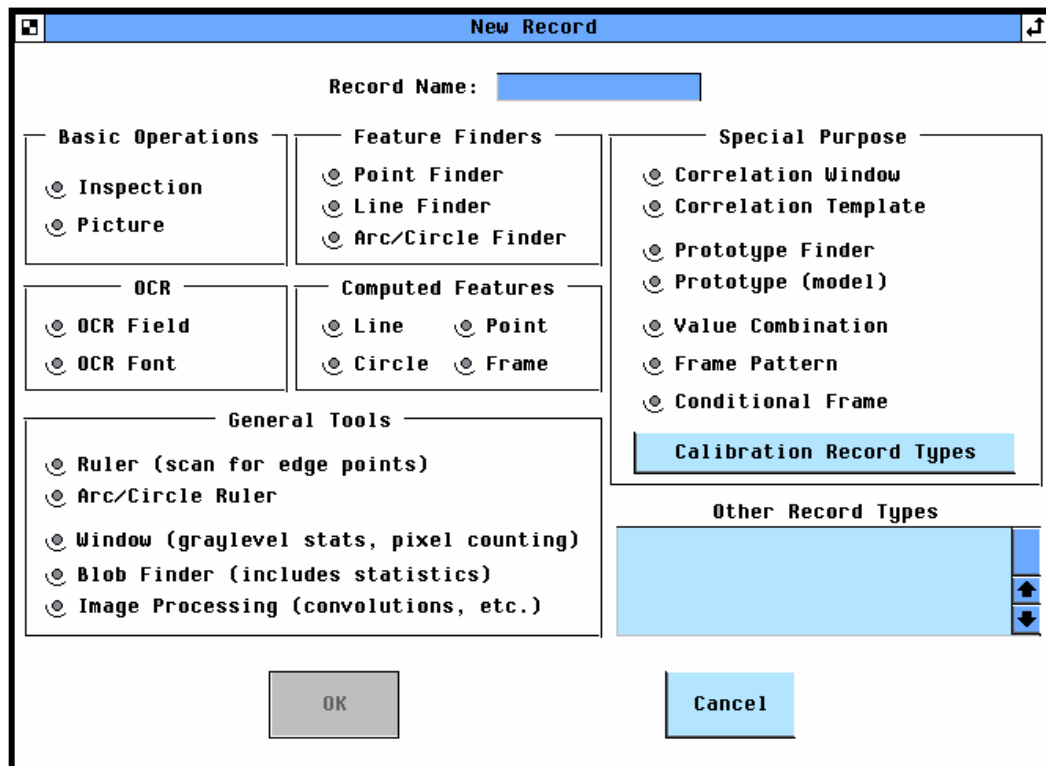 New Record
Record Name:
Basic Operations
Inspection
Picture
Feature Finders
Point Finder
Line Finder
Arc/Circle Finder
Special Purpose
Correlation Window
Correlation Template
Prototype Finder
Prototype (model)
Value Combination
Frame Pattern
Conditional Frame
Calibration Record Types
OCR
OCR Field
OCR Font
Computed Features
Line Point
Circle Frame
General Tools
Ruler (scan for edge points)
Arc/Circle Ruler
Window (graylevel stats, pixel counting)
Blob Finder (includes statistics)
Image Processing (convolutions, etc.)
Other Record Types
OK
Cancel